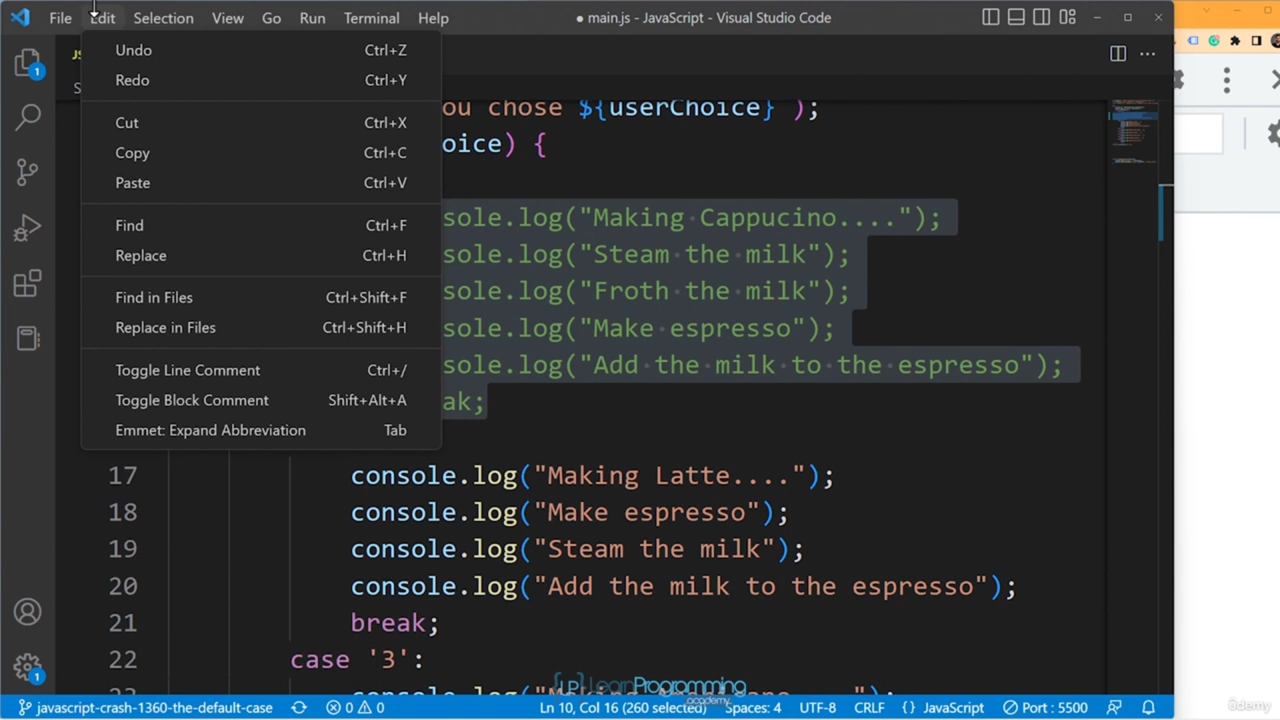 File Edit Selection View Go Run Terminal Help ● main.js - JavaScript - Visual Studio Code
JS
S
1
Undo Ctrl+Z
Redo Ctrl+Y
Cut Ctrl+X
Copy Ctrl+C
Paste Ctrl+V
Find Ctrl+F
Replace Ctrl+H
Find in Files Ctrl+Shift+F
Replace in Files Ctrl+Shift+H
Toggle Line Comment Ctrl+/
Toggle Block Comment Shift+Alt+A
Emmet: Expand Abbreviation Tab
ou chose ${userChoice}`);
oice) {
sole.log("Making·Cappucino....");
sole.log("Steam·the·milk");
sole.log("Froth·the·milk");
sole.log("Make·espresso");
sole.log("Add·the·milk·to·the·espresso");
ak;
17 console.log("Making Latte....");
18 console.log("Make espresso");
19 console.log("Steam the milk");
20 console.log("Add the milk to the espresso");
21 break;
22 case '3':
1
{LP} LearnProgramming
academy
javascript-crash-1360-the-default-case 0 0 Ln 10, Col 16 (260 selected) Spaces: 4 UTF-8 CRLF {} JavaScript Port : 5500
ûdemy